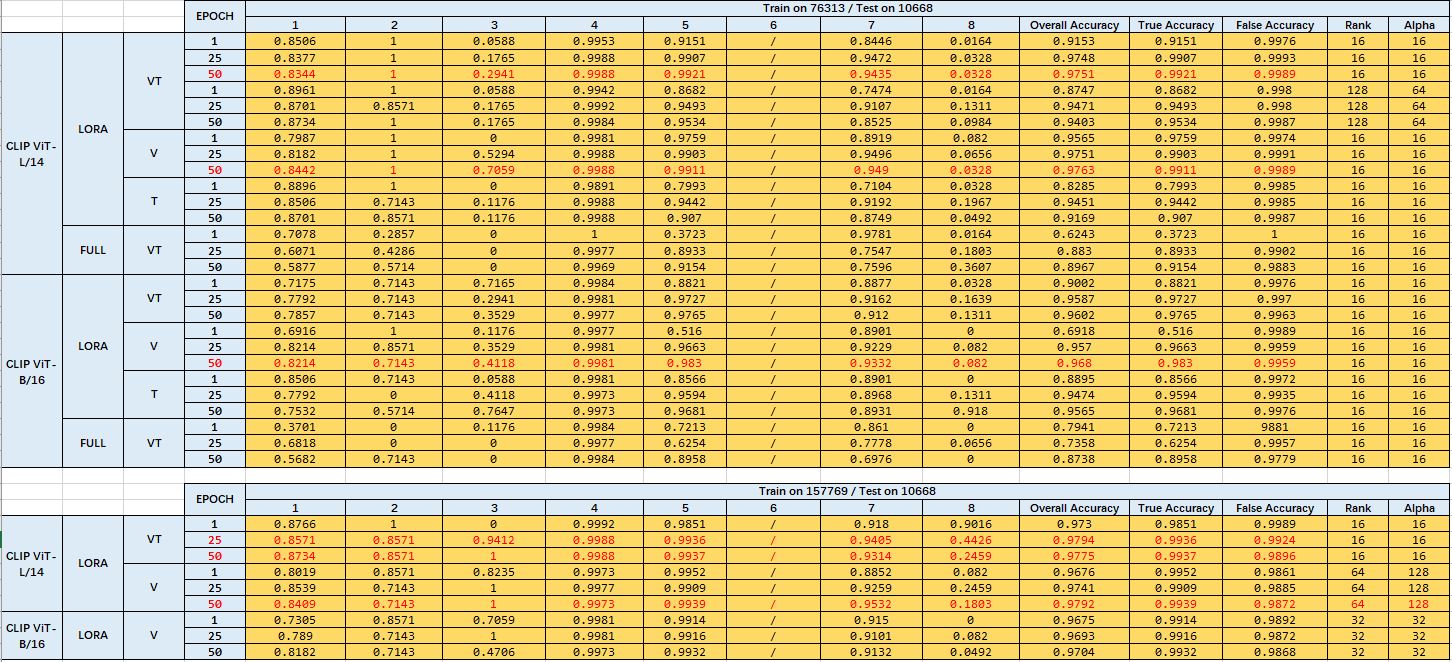 EPOCH Train on 76313 / Test on 10668
1 2 3 4 5 6 7 8 Overall Accuracy True Accuracy False Accuracy Rank Alpha
CLIP ViT-L/14 LORA VT 1 0.8506 1 0.0588 0.9953 0.9151 / 0.8446 0.0164 0.9153 0.9151 0.9976 16 16
25 0.8377 1 0.1765 0.9988 0.9907 / 0.9472 0.0328 0.9748 0.9907 0.9993 16 16
50 0.8344 1 0.2941 0.9988 0.9921 / 0.9435 0.0328 0.9751 0.9921 0.9989 16 16
1 0.8961 1 0.0588 0.9942 0.8682 / 0.7474 0.0164 0.8747 0.8682 0.998 128 64
25 0.8701 0.8571 0.1765 0.9992 0.9493 / 0.9107 0.1311 0.9471 0.9493 0.998 128 64
50 0.8734 1 0.1765 0.9984 0.9534 / 0.8525 0.0984 0.9403 0.9534 0.9987 128 64
V 1 0.7987 1 0 0.9981 0.9759 / 0.8919 0.082 0.9565 0.9759 0.9974 16 16
25 0.8182 1 0.5294 0.9988 0.9903 / 0.9496 0.0656 0.9751 0.9903 0.9991 16 16
50 0.8442 1 0.7059 0.9988 0.9911 / 0.949 0.0328 0.9763 0.9911 0.9989 16 16
T 1 0.8896 1 0 0.9891 0.7993 / 0.7104 0.0164 0.8285 0.7993 0.9985 16 16
25 0.8506 0.7143 0.1176 0.9988 0.9442 / 0.9192 0.1967 0.9451 0.9442 0.9985 16 16
50 0.8701 0.8571 0.1176 0.9988 0.907 / 0.8749 0.0492 0.9169 0.907 0.9987 16 16
FULL VT 1 0.7078 0.2857 0 1 0.3723 / 0.9781 0.0164 0.6243 0.3723 1 16 16
25 0.6071 0.4286 0 0.9977 0.8933 / 0.7547 0.1803 0.883 0.8933 0.9902 16 16
50 0.5877 0.5714 0 0.9969 0.9154 / 0.7596 0.3607 0.8967 0.9154 0.9883 16 16
CLIP ViT-B/16 LORA VT 1 0.7175 0.7143 0.7165 0.9984 0.8821 / 0.8877 0.0328 0.9002 0.8821 0.9976 16 16
25 0.7792 0.7143 0.2941 0.9981 0.9727 / 0.9162 0.1639 0.9587 0.9727 0.997 16 16
50 0.7857 0.7143 0.3529 0.9977 0.9765 / 0.912 0.1311 0.9602 0.9765 0.9963 16 16
V 1 0.6916 1 0.1176 0.9977 0.516 / 0.8901 0 0.6918 0.516 0.9989 16 16
25 0.8214 0.8571 0.3529 0.9981 0.9663 / 0.9229 0.082 0.957 0.9663 0.9959 16 16
50 0.8214 0.7143 0.4118 0.9981 0.983 / 0.9332 0.082 0.968 0.983 0.9959 16 16
T 1 0.8506 0.7143 0.0588 0.9981 0.8566 / 0.8901 0 0.8895 0.8566 0.9972 16 16
25 0.7792 0 0.4118 0.9973 0.9594 / 0.8968 0.1311 0.9474 0.9594 0.9935 16 16
50 0.7532 0.5714 0.7647 0.9973 0.9681 / 0.8931 0.918 0.9565 0.9681 0.9976 16 16
FULL VT 1 0.3701 0 0.1176 0.9984 0.7213 / 0.861 0 0.7941 0.7213 9881 16 16
25 0.6818 0 0 0.9977 0.6254 / 0.7778 0.0656 0.7358 0.6254 0.9957 16 16
50 0.5682 0.7143 0 0.9984 0.8958 / 0.6976 0 0.8738 0.8958 0.9779 16 16
EPOCH Train on 157769 / Test on 10668
1 2 3 4 5 6 7 8 Overall Accuracy True Accuracy False Accuracy Rank Alpha
CLIP ViT-L/14 LORA VT 1 0.8766 1 0 0.9992 0.9851 / 0.918 0.9016 0.973 0.9851 0.9989 16 16
25 0.8571 0.8571 0.9412 0.9988 0.9936 / 0.9405 0.4426 0.9794 0.9936 0.9924 16 16
50 0.8734 0.8571 1 0.9988 0.9937 / 0.9314 0.2459 0.9775 0.9937 0.9896 16 16
V 1 0.8019 0.8571 0.8235 0.9973 0.9952 / 0.8852 0.082 0.9676 0.9952 0.9861 64 128
25 0.8539 0.7143 1 0.9977 0.9909 / 0.9259 0.2459 0.9741 0.9909 0.9885 64 128
50 0.8409 0.7143 1 0.9973 0.9939 / 0.9532 0.1803 0.9792 0.9939 0.9872 64 128
CLIP ViT-B/16 LORA V 1 0.7305 0.8571 0.7059 0.9981 0.9914 / 0.915 0 0.9675 0.9914 0.9892 32 32
25 0.789 0.7143 1 0.9981 0.9916 / 0.9101 0.082 0.9693 0.9916 0.9872 32 32
50 0.8182 0.7143 0.4706 0.9973 0.9932 / 0.9132 0.0492 0.9704 0.9932 0.9868 32 32